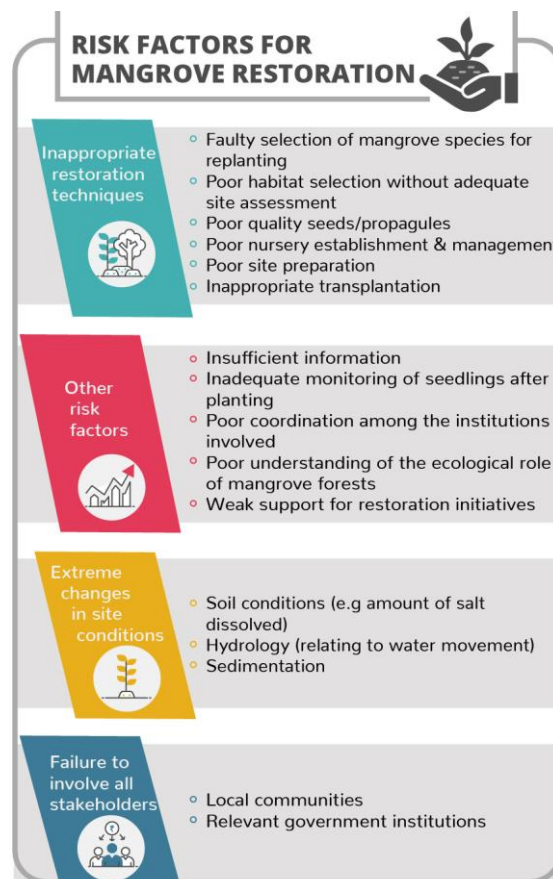 RISK FACTORS FOR
MANGROVE RESTORATION
Inappropriate
restoration
techniques
Faulty selection of mangrove species for
replanting
Poor habitat selection without adequate
site assessment
Poor quality seeds/propagules
Poor nursery establishment & management
Poor site preparation
Inappropriate transplantation
Other
risk
factors
Insufficient information
Inadequate monitoring of seedlings after
planting
Poor coordination among the institutions
involved
Poor understanding of the ecological role
of mangrove forests
Weak support for restoration initiatives
Extreme
changes
in site
conditions
Soil conditions (e.g amount of salt
dissolved)
Hydrology (relating to water movement)
Sedimentation
Failure to
involve all
stakeholders
Local communities
Relevant government institutions